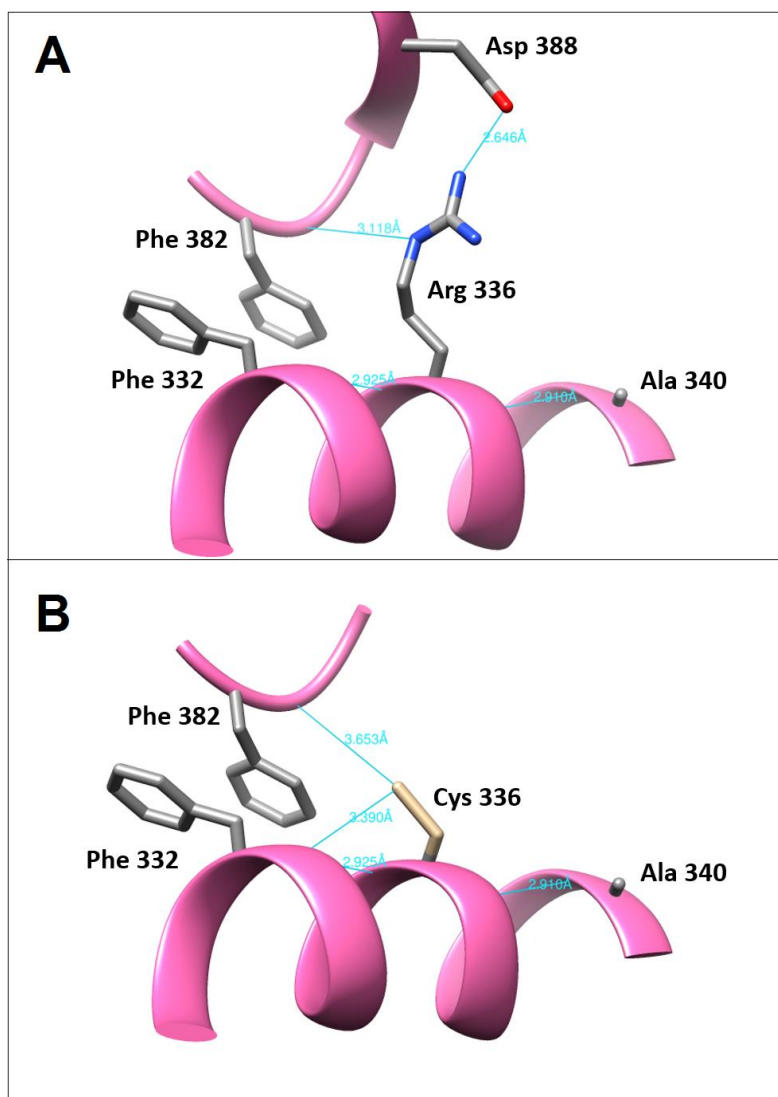 A
Asp 388
2.646Å
Phe 382
3.118Å
Arg 336
Phe 332
2.925Å
Ala 340
2.910Å
B
Phe 382
3.653Å
Cys 336
3.390Å
Phe 332
2.925Å
Ala 340
2.910Å